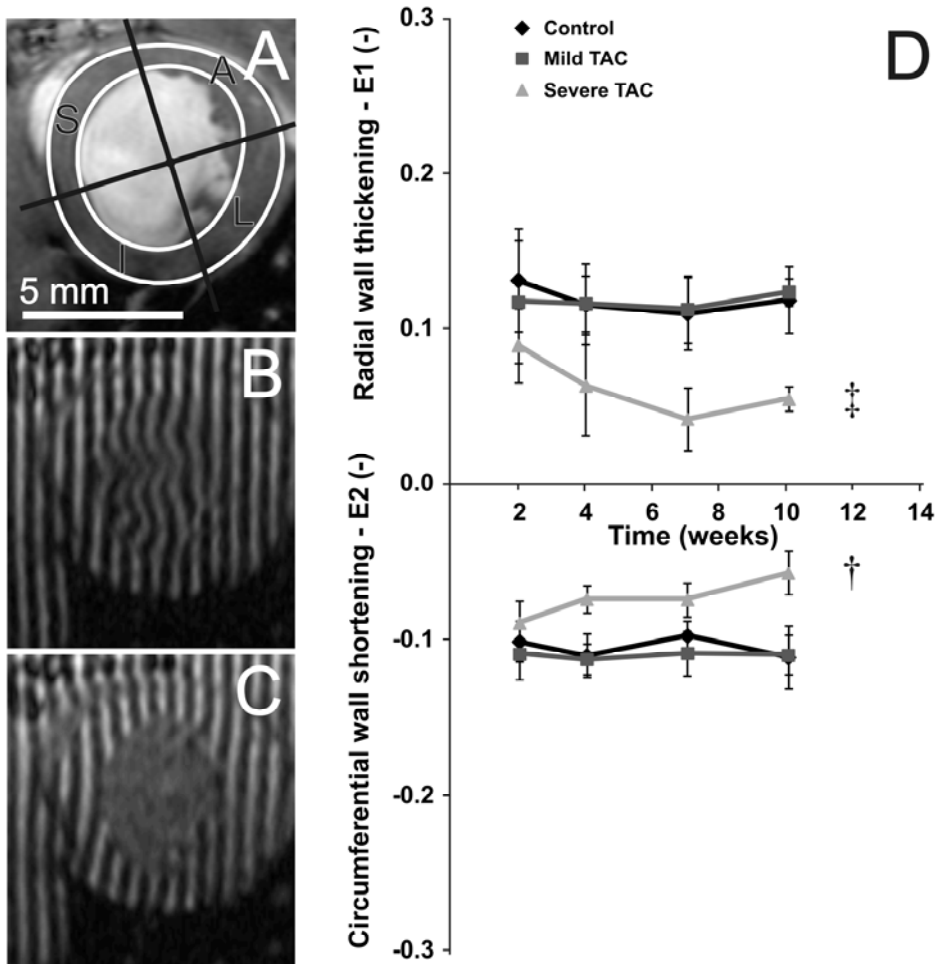 A
A
S
L
I
5 mm
B
C
D
Control
Mild TAC
Severe TAC
Radial wall thickening - E1 (-)
Circumferential wall shortening - E2 (-)
0.3
0.2
0.1
0.0
-0.1
-0.2
-0.3
2 4 6 8 10 12 14
Time (weeks)
‡
†